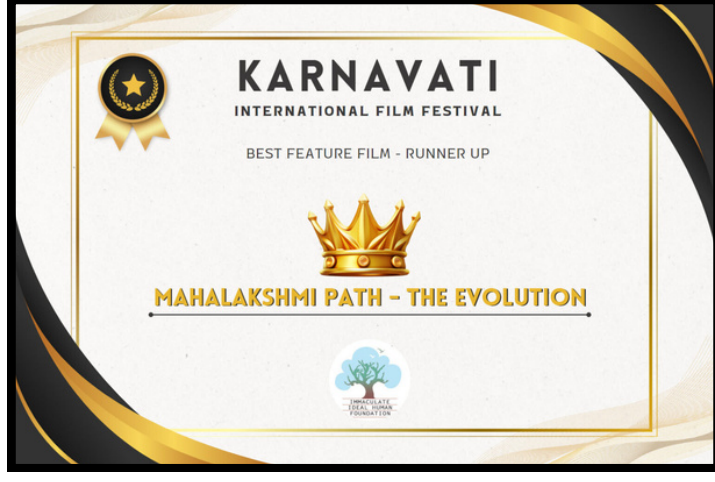 KARNAVATI
INTERNATIONAL FILM FESTIVAL
BEST FEATURE FILM - RUNNER UP
MAHALAKSHMI PATH - THE EVOLUTION
IMMACULATE
IDEAL HUMAN
FOUNDATION